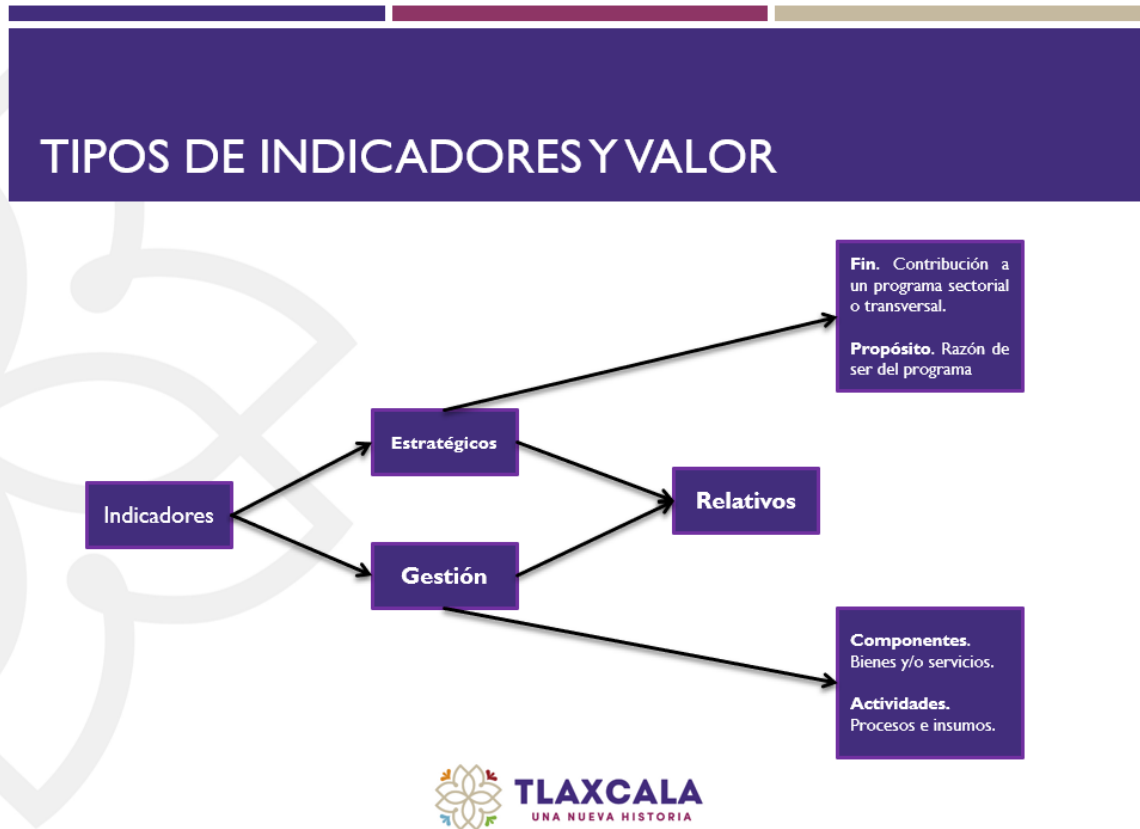 TIPOS DE INDICADORES Y VALOR
Fin. Contribución a
un programa sectorial
o transversal.
Propósito. Razón de
ser del programa
Estratégicos
Indicadores
Relativos
Gestión
Componentes.
Bienes y/o servicios.
Actividades.
Procesos e insumos.
TLAXCALA
UNA NUEVA HISTORIA